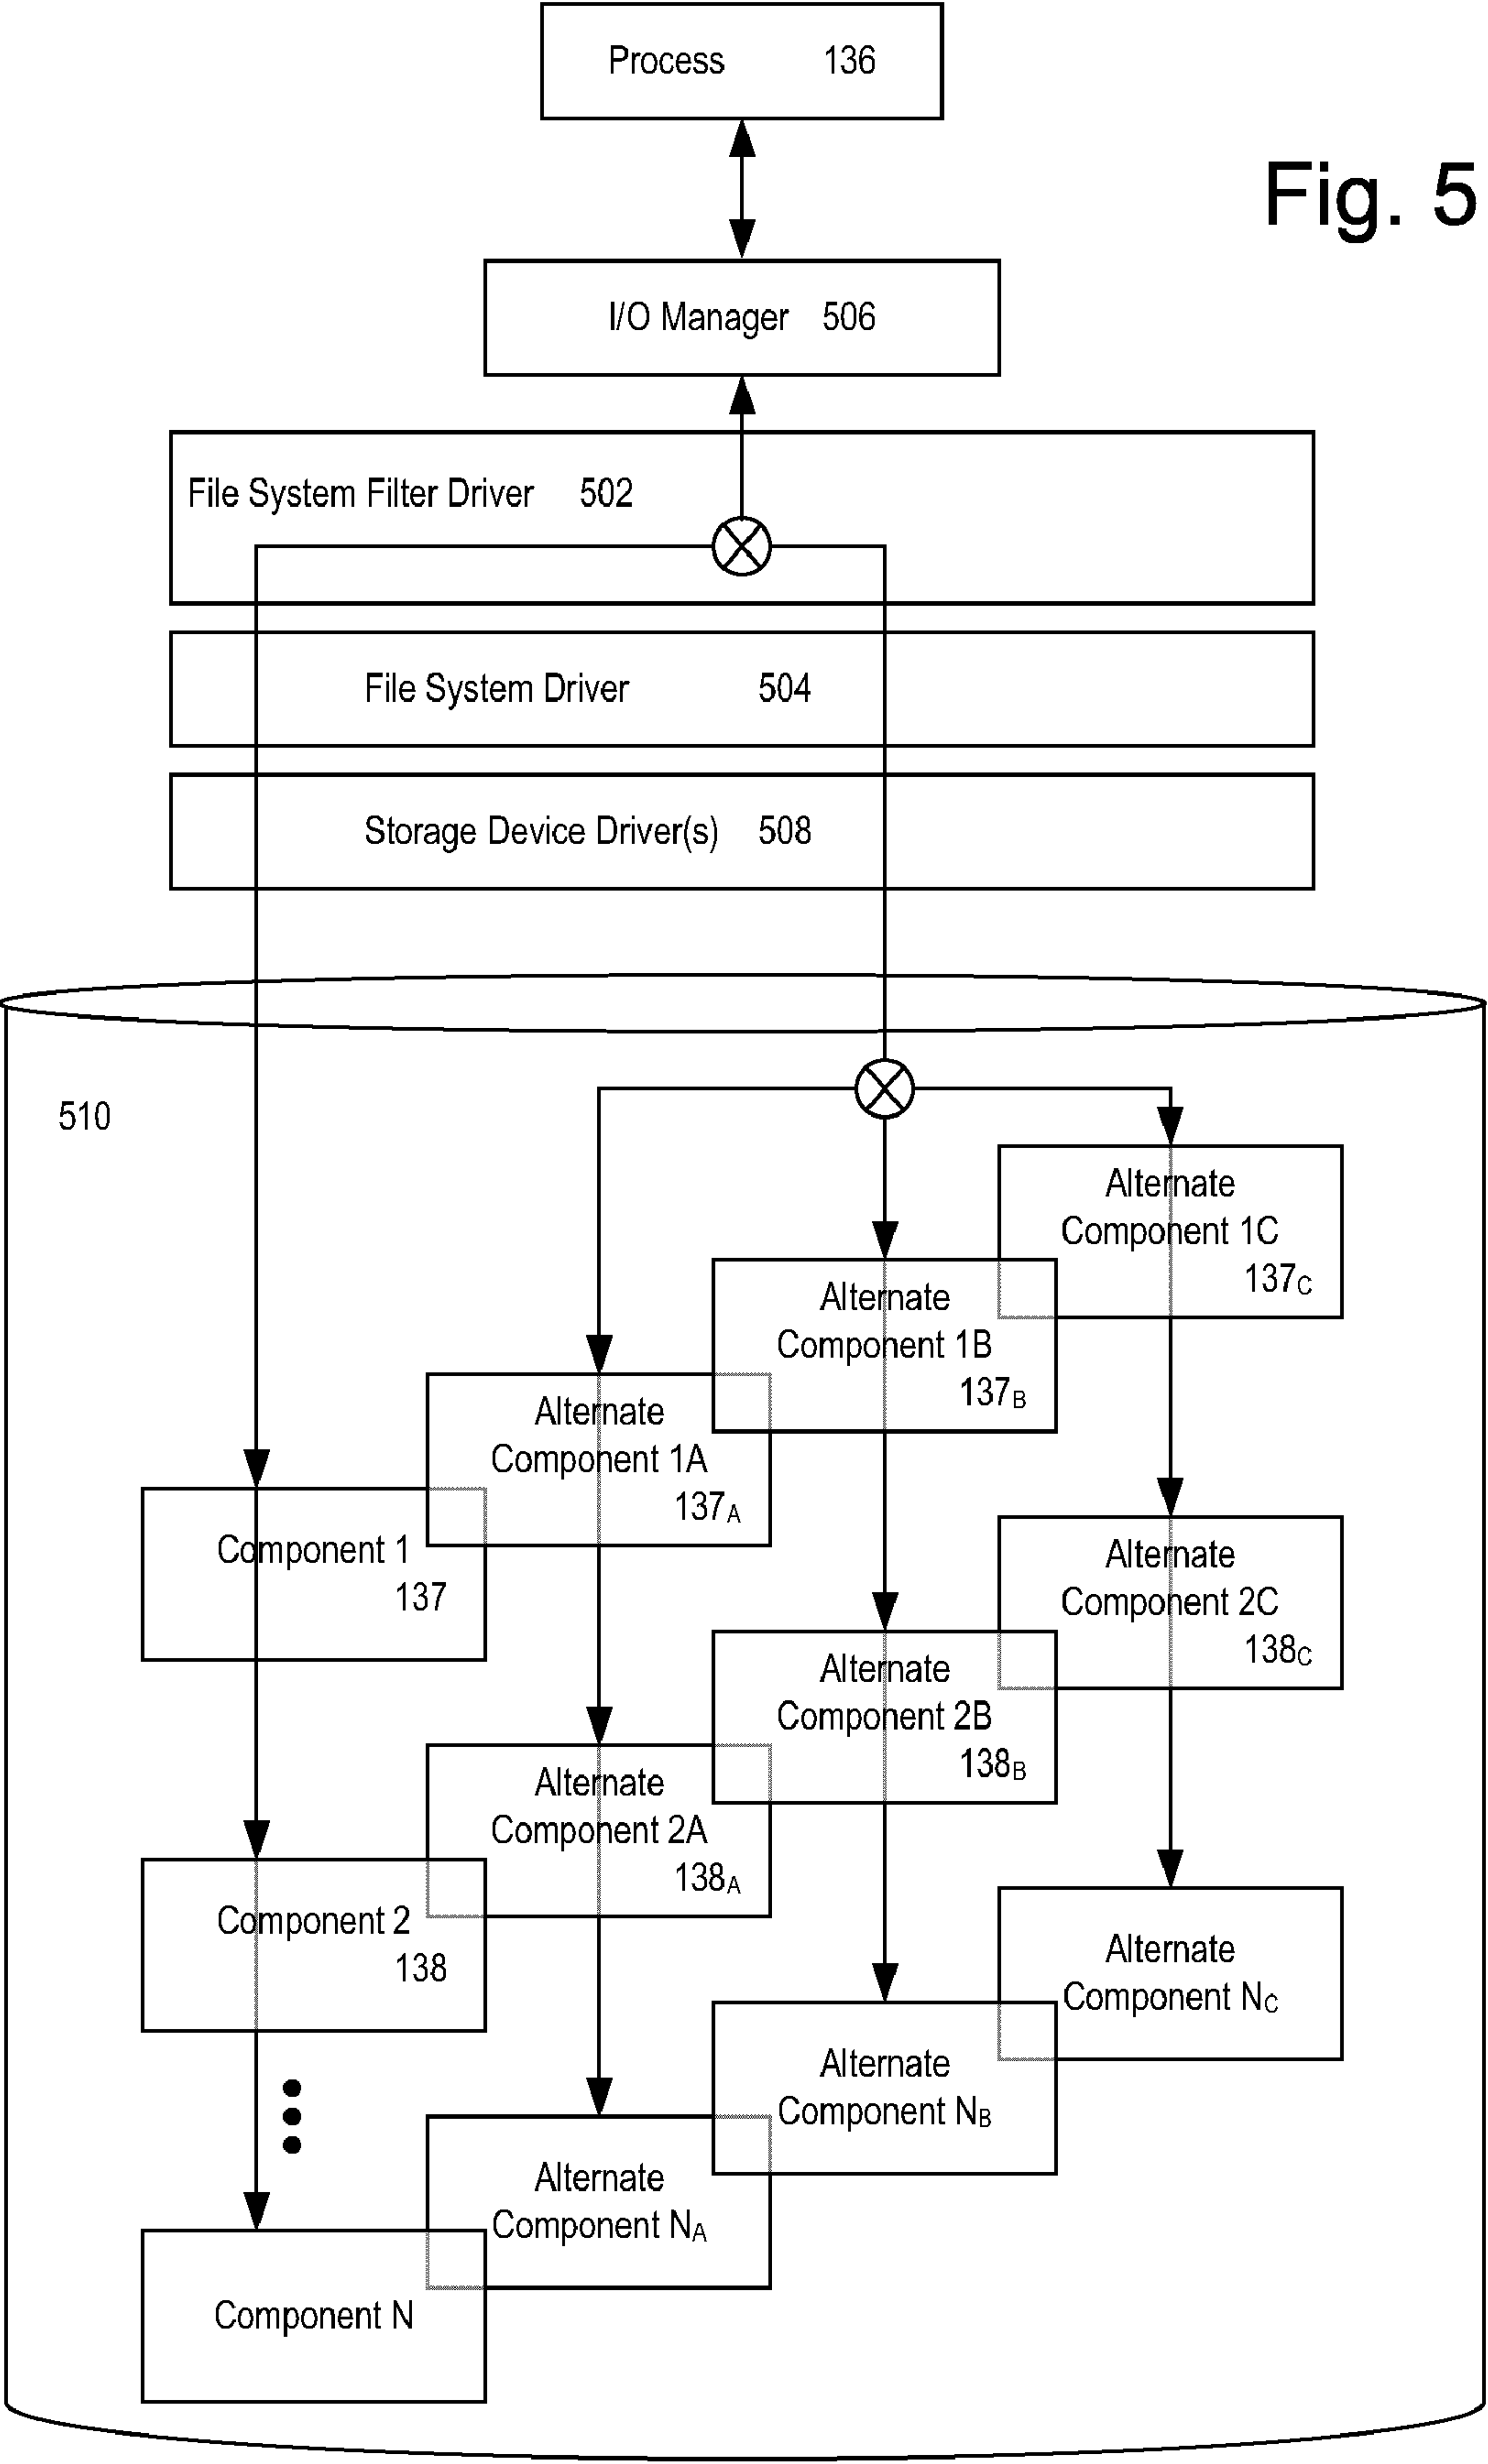 Process 136
Fig. 5
I/O Manager 506
File System Filter Driver 502
File System Driver 504
Storage Device Driver(s) 508
510
Alternate
Component 1C
137C
Alternate
Component 1B
137B
Alternate
Component 1A
137A
Component 1
137
Alternate
Component 2C
138C
Alternate
Component 2B
138B
Alternate
Component 2A
138A
Component 2
138
Alternate
Component NC
Alternate
Component NB
Alternate
Component NA
Component N